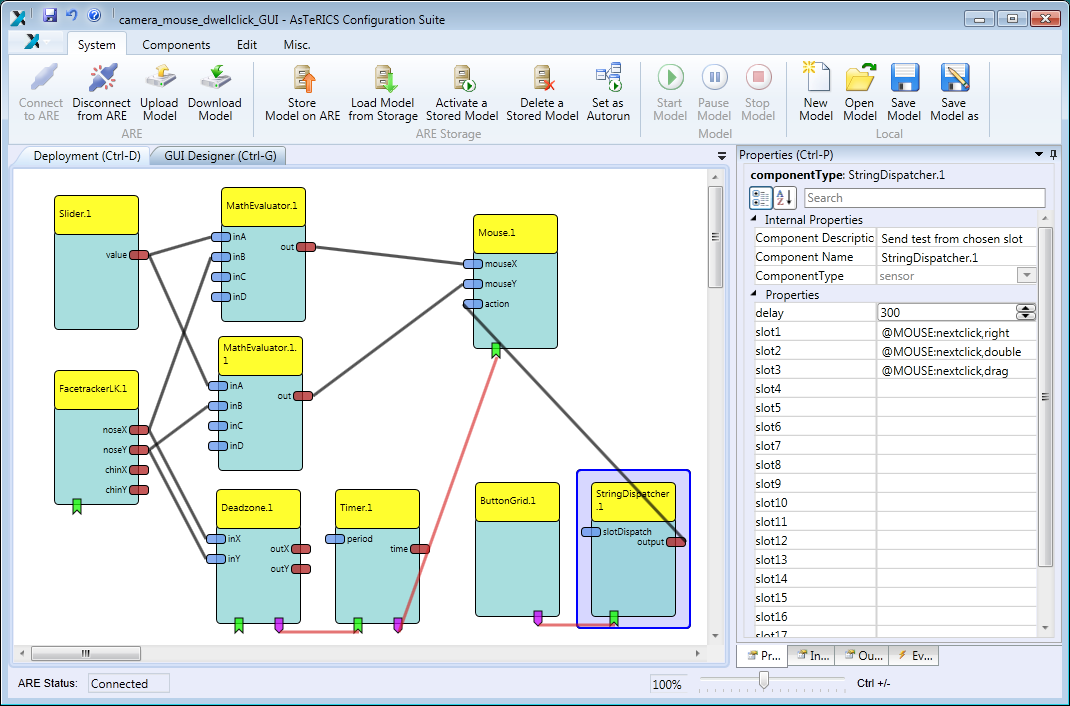 camera_mouse_dwellclick_GUI - AsTeRICS Configuration Suite
System Components Edit Misc.
Connect to ARE
Disconnect from ARE
Upload Model
Download Model
ARE
Store Model on ARE
Load Model from Storage
Activate a Stored Model
Delete a Stored Model
Set as Autorun
ARE Storage
Start Model
Pause Model
Stop Model
Model
New Model
Open Model
Save Model
Save Model as
Local
Deployment (Ctrl-D) GUI Designer (Ctrl-G)
Slider.1
value
MathEvaluator.1
inA
inB
inC
inD
out
Mouse.1
mouseX
mouseY
action
MathEvaluator.1.
1
inA
inB
inC
inD
out
FacetrackerLK.1
noseX
noseY
chinX
chinY
Deadzone.1
inX
inY
outX
outY
Timer.1
period
time
ButtonGrid.1
StringDispatcher
.1
slotDispatch
output
Properties (Ctrl-P)
componentType: StringDispatcher.1
Search
Internal Properties
Component Descriptic Send test from chosen slot
Component Name StringDispatcher.1
ComponentType sensor
Properties
delay 300
slot1 @MOUSE:nextclick,right
slot2 @MOUSE:nextclick,double
slot3 @MOUSE:nextclick,drag
slot4
slot5
slot6
slot7
slot8
slot9
slot10
slot11
slot12
slot13
slot14
slot15
slot16
slot17
Pr... In... Ou... Ev...
ARE Status: Connected
100%
Ctrl +/-